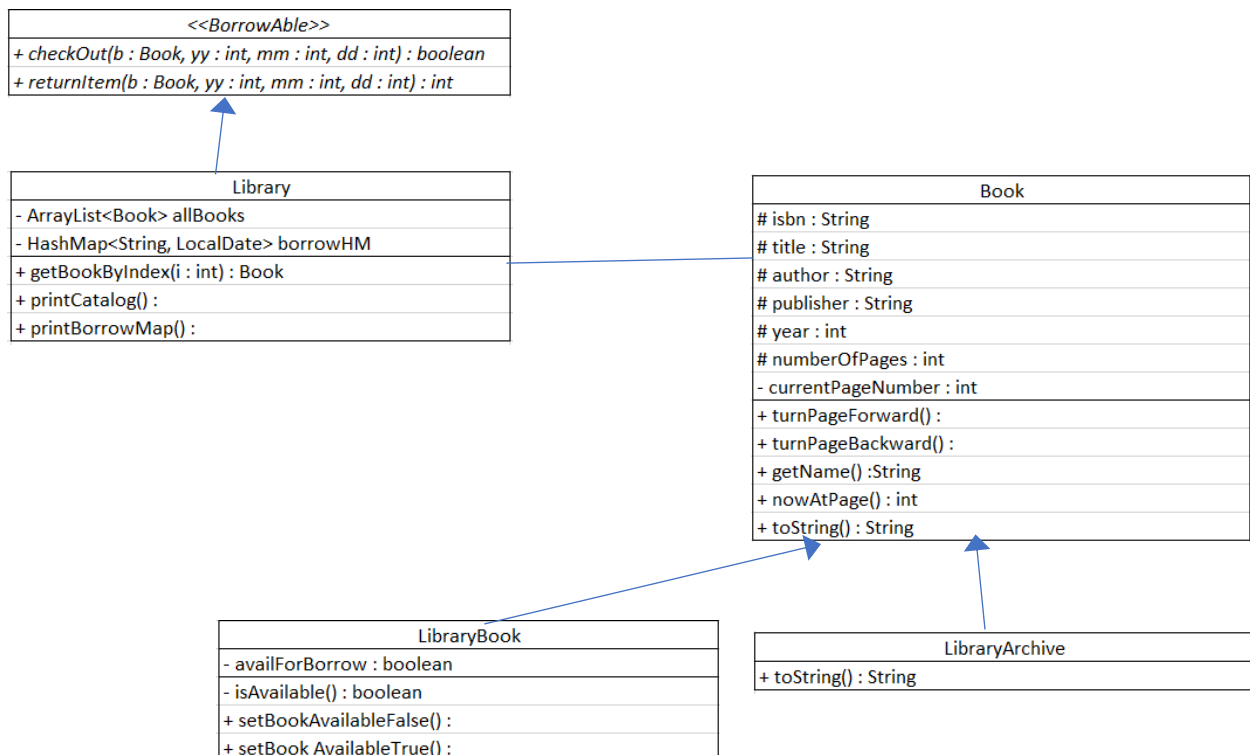 <<BorrowAble>>
+ checkOut(b : Book, yy : int, mm : int, dd : int) : boolean
+ returnItem(b : Book, yy : int, mm : int, dd : int) : int
Library
- ArrayList<Book> allBooks
- HashMap<String, LocalDate> borrowHM
+ getBookByIndex(i : int) : Book
+ printCatalog() :
+ printBorrowMap() :
Book
# isbn : String
# title : String
# author : String
# publisher : String
# year : int
# numberOfPages : int
- currentPageNumber : int
+ turnPageForward() :
+ turnPageBackward() :
+ getName() :String
+ nowAtPage() : int
+ toString() : String
LibraryBook
- availForBorrow : boolean
- isAvailable() : boolean
+ setBookAvailableFalse() :
+ setBook AvailableTrue() :
LibraryArchive
+ toString() : String